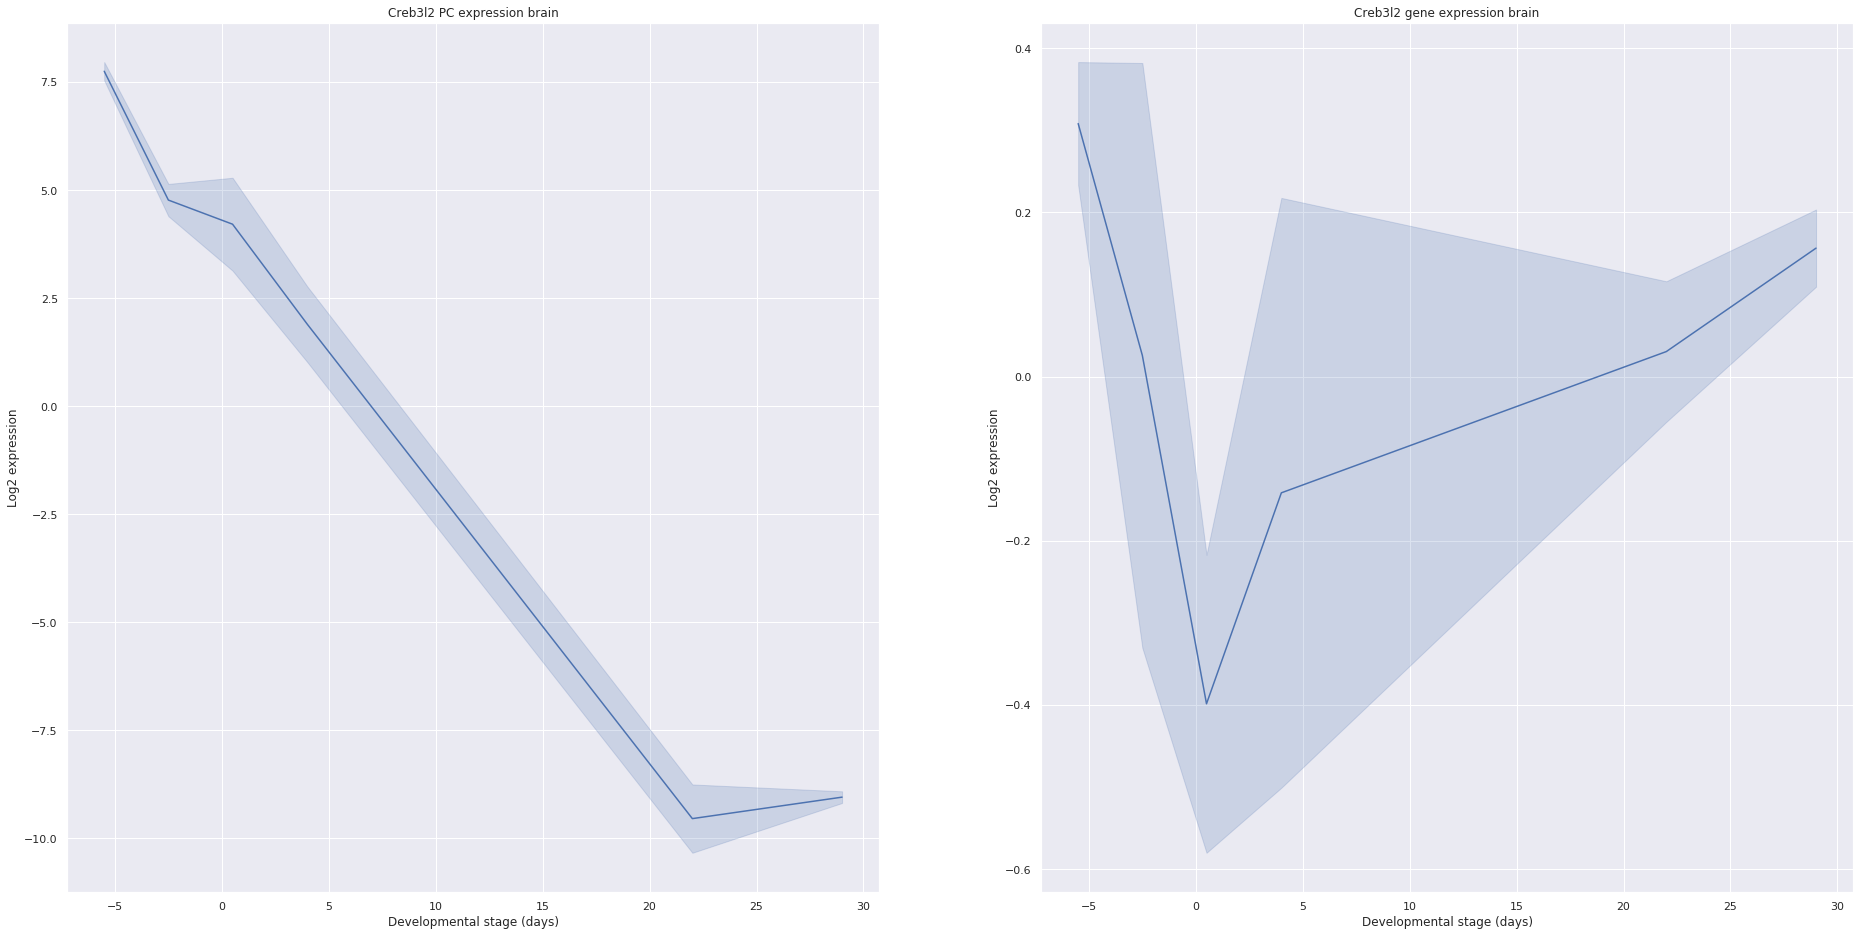 Creb3l2 PC expression brain
Log2 expression
7.5
5.0
2.5
0.0
−2.5
−5.0
−7.5
−10.0
−5 0 5 10 15 20 25 30
Developmental stage (days)
Creb3l2 gene expression brain
Log2 expression
0.4
0.2
0.0
−0.2
−0.4
−0.6
−5 0 5 10 15 20 25 30
Developmental stage (days)